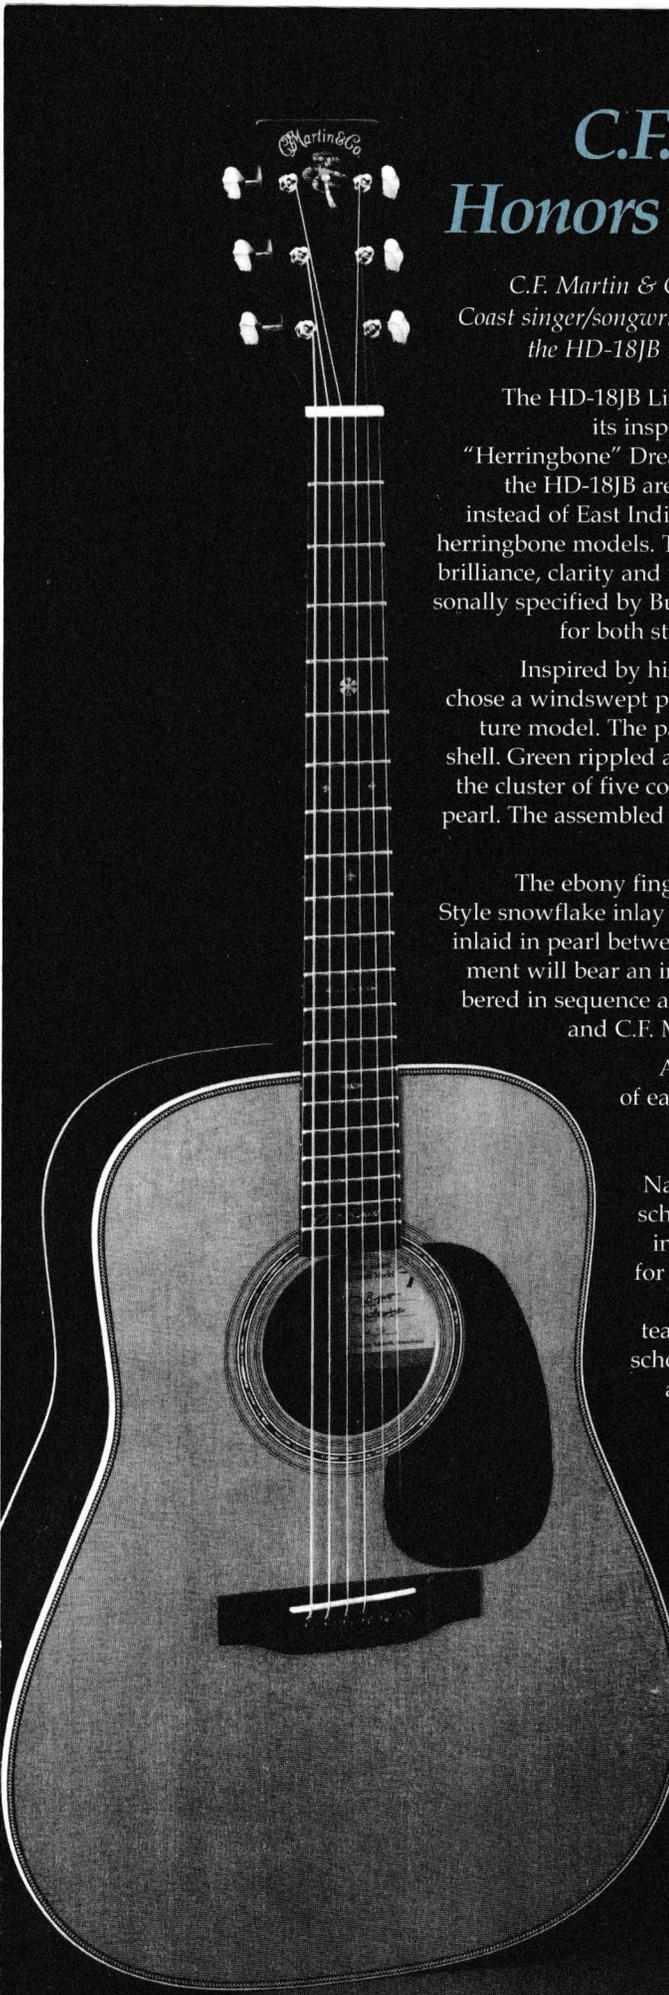 C.F. Martin & Co.
C.F.
Honors
C.F. Martin & C
Coast singer/songwr
the HD-18JB
The HD-18JB Li
its insp
“Herringbone” Drea
the HD-18JB are
instead of East Indi
herringbone models. T
brilliance, clarity and
sonally specified by Bu
for both st
Inspired by hi
chose a windswept p
ture model. The pa
shell. Green rippled a
the cluster of five co
pearl. The assembled
The ebony fing
Style snowflake inlay
inlaid in pearl betwe
ment will bear an in
bered in sequence a
and C.F. M
A
of ea
Na
sch
in
for
tea
scho
a